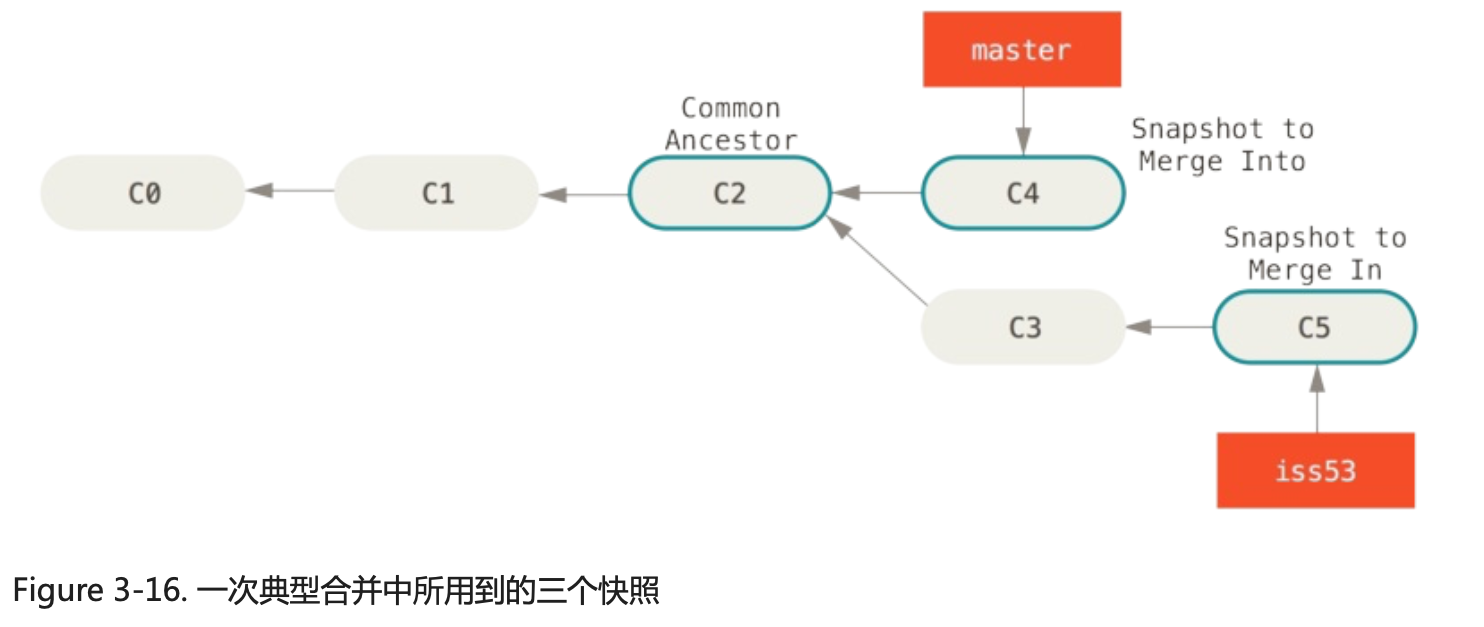 master
Common
Ancestor
Snapshot to
Merge Into
C0
C1
C2
C4
Snapshot to
Merge In
C3
C5
iss53
Figure 3-16. 一次典型合并中所用到的三个快照